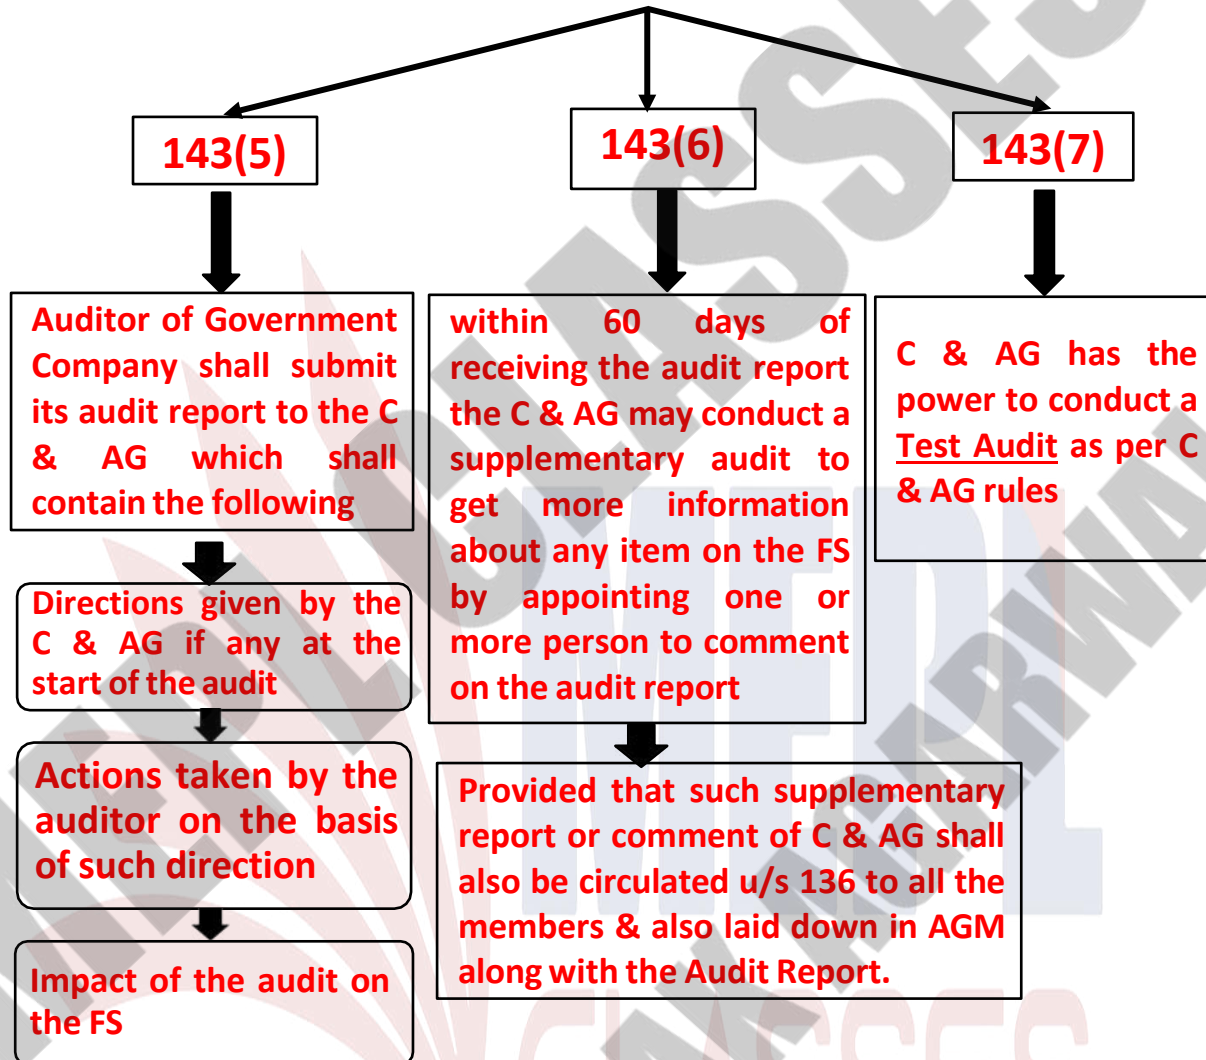 143(5)
143(6)
143(7)
Auditor of Government
Company shall submit
its audit report to the C
& AG which shall
contain the following
Directions given by the
C & AG if any at the
start of the audit
Actions taken by the
auditor on the basis
of such direction
Impact of the audit on
the FS
within 60 days of
receiving the audit report
the C & AG may conduct a
supplementary audit to
get more information
about any item on the FS
by appointing one or
more person to comment
on the audit report
Provided that such supplementary
report or comment of C & AG shall
also be circulated u/s 136 to all the
members & also laid down in AGM
along with the Audit Report.
C & AG has the
power to conduct a
Test Audit as per C
& AG rules
MEPL CLASSES
AGARWAL
MEPL
CLASSES